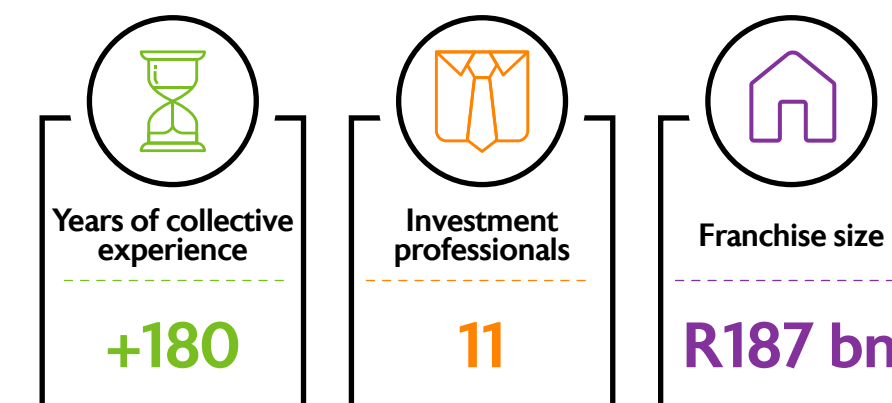 Years of collective
experience
+180
Investment
professionals
11
Franchise size
R187 bn